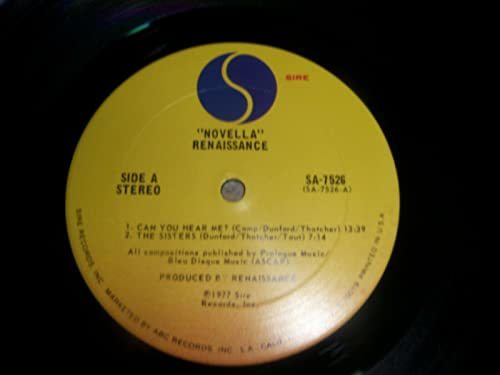 SIRE
"NOVELLA"
RENAISSANCE
SIDE A
STEREO
SA-7526
(SA-7526-A)
1. CAN YOU HEAR ME? (Camp/Dunford/Thatcher) 13:39
2. THE SISTERS (Dunford/Thatcher/Tout) 7:14
All compositions published by Prologue Music/
Bleu Disque Music (ASCAP)
PRODUCED BY RENAISSANCE
©1977 Sire
Records, Inc.
SIRE RECORDS, INC. MARKETED BY ABC RECORDS INC. L.A. CALIF. PRINTED IN U.S.A.